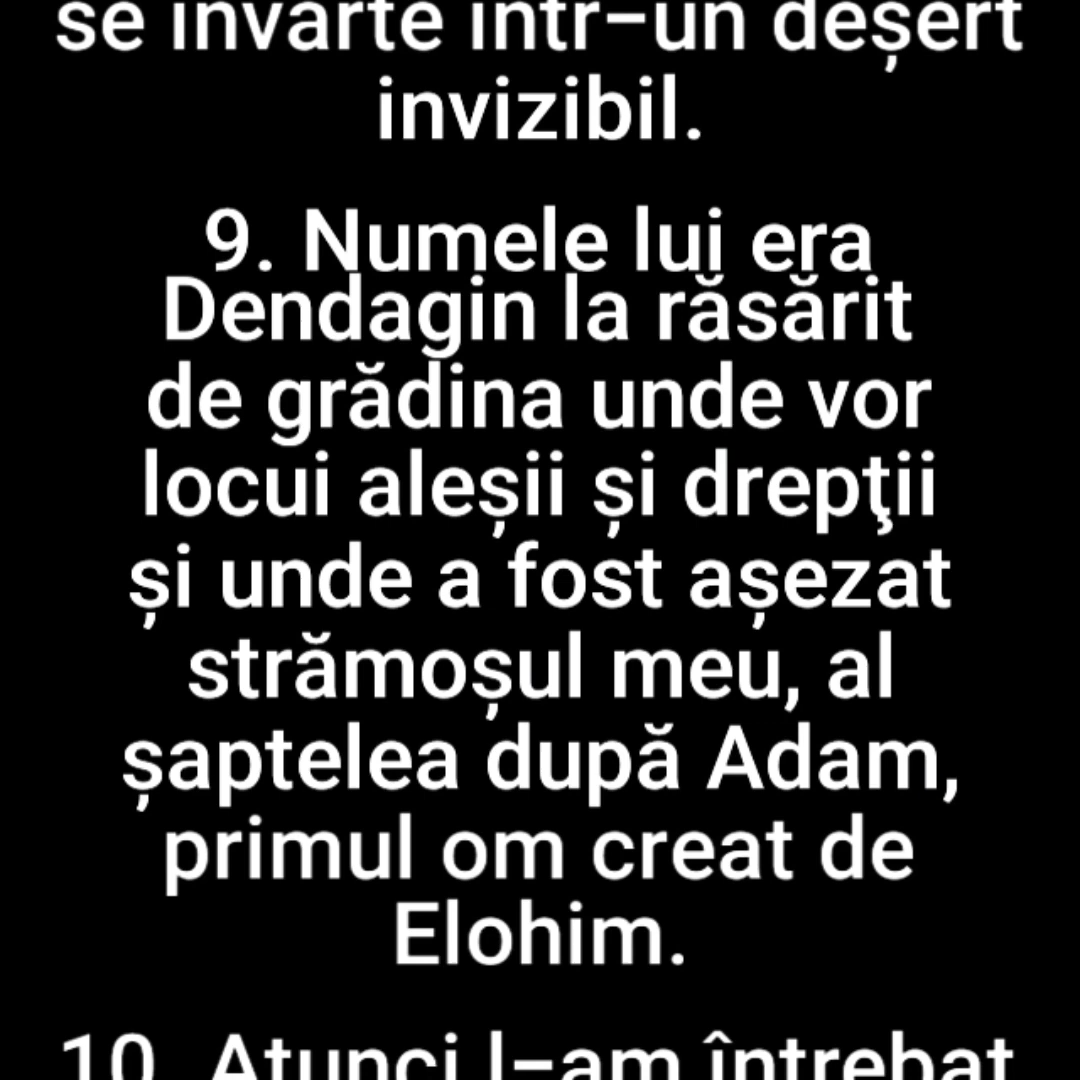 se învârte într-un deșert
invizibil.
9. Numele lui era
Dendagin la răsărit
de grădina unde vor
locui aleșii și drepţii
și unde a fost așezat
strămoșul meu, al
șaptelea după Adam,
primul om creat de
Elohim.
10. Atunci l-am întrebat